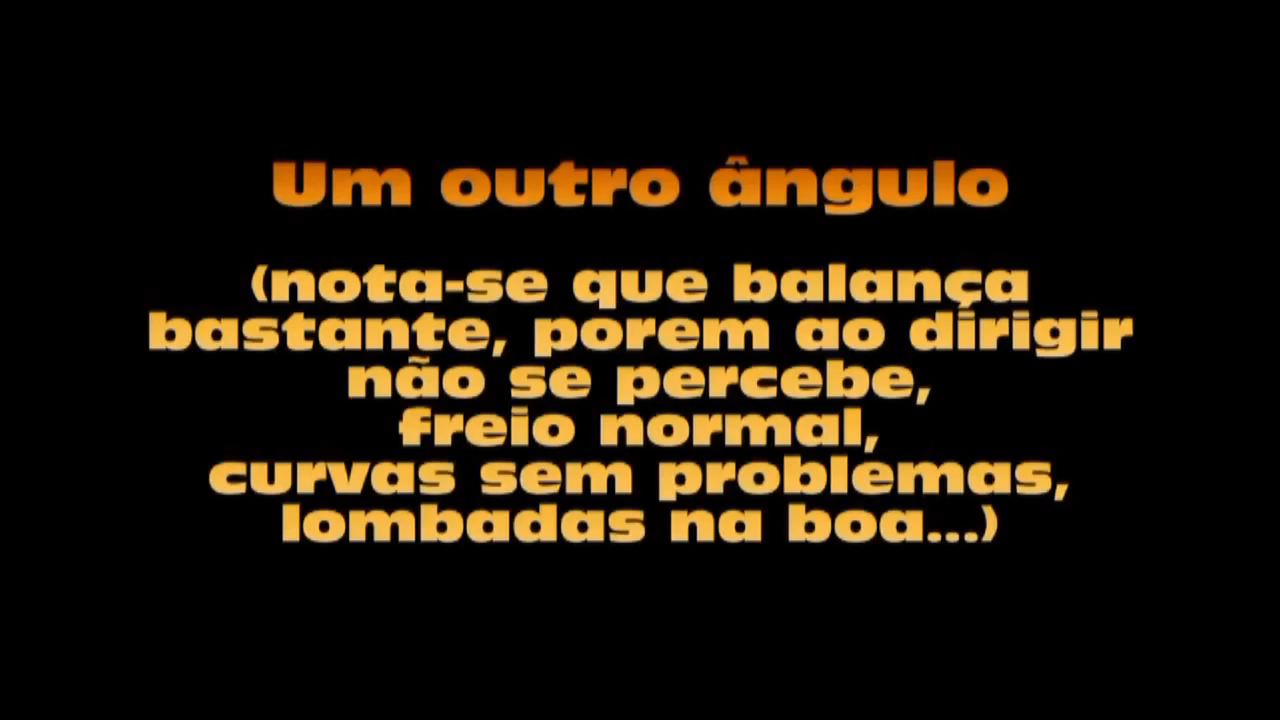 Um outro ângulo
(nota-se que balança
bastante, porem ao dirigir
não se percebe,
freio normal,
curvas sem problemas,
lombadas na boa...)